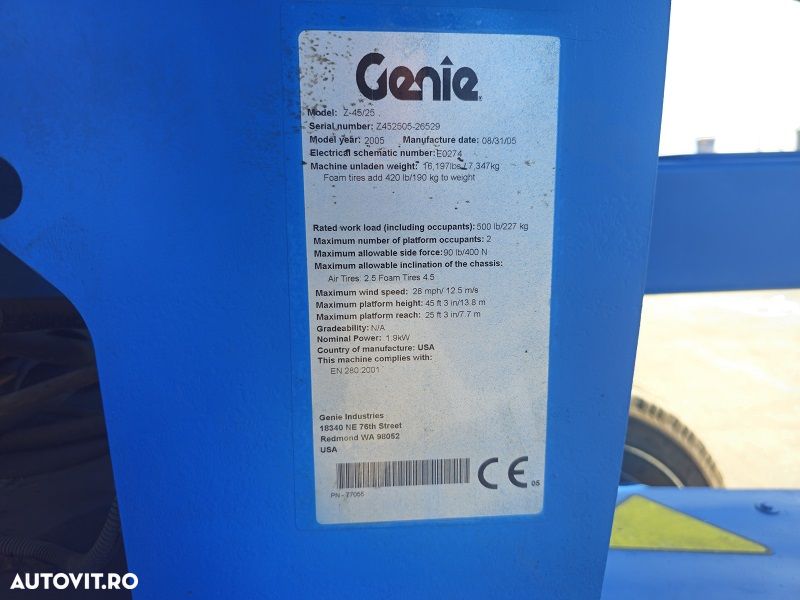 Genie
Model: Z-45/25
Serial number: Z452505-26529
Model year: 2005 Manufacture date: 08/31/05
Electrical schematic number: E0274
Machine unladen weight: 16,197lbs / 7,347kg
Foam tires add 420 lb/190 kg to weight
Rated work load (including occupants): 500 lb/227 kg
Maximum number of platform occupants: 2
Maximum allowable side force: 90 lb/400 N
Maximum allowable inclination of the chassis:
Air Tires: 2.5 Foam Tires 4.5
Maximum wind speed: 28 mph/ 12.5 m/s
Maximum platform height: 45 ft 3 in/13.8 m
Maximum platform reach: 25 ft 3 in/7.7 m
Gradeability: N/A
Nominal Power: 1.9kW
Country of manufacture: USA
This machine complies with:
EN 280:2001
Genie Industries
18340 NE 76th Street
Redmond WA 98052
USA
CE 05
PN - 77055
AUTOVIT.RO